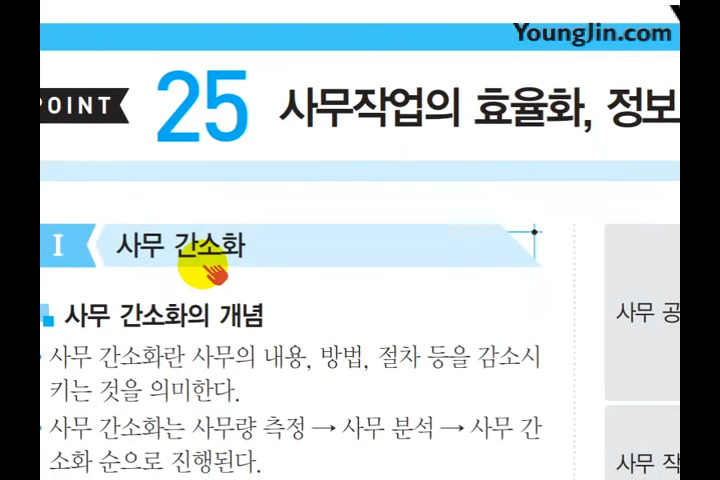 YoungJin.com
POINT 25 사무작업의 효율화, 정보
I 사무 간소화
사무 간소화의 개념
사무 간소화란 사무의 내용, 방법, 절차 등을 감소시
키는 것을 의미한다.
사무 간소화는 사무량 측정 → 사무 분석 → 사무 간
소화 순으로 진행된다.
사무 공
사무 작